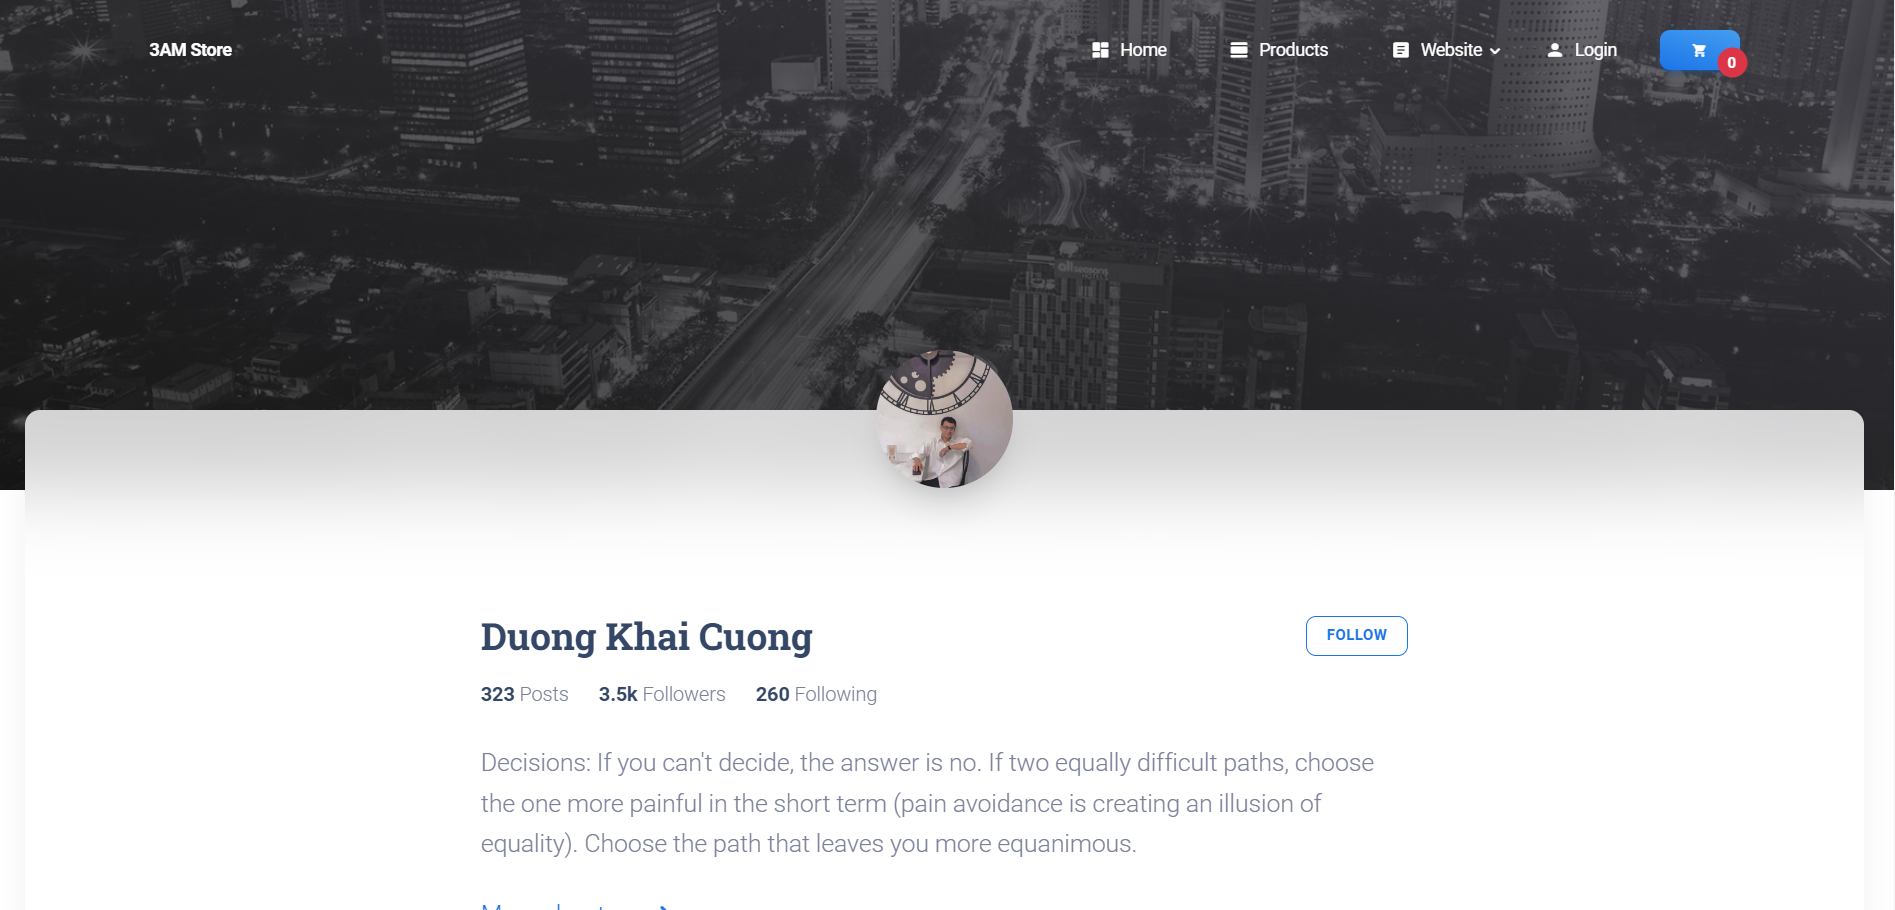 3AM Store
Home
Products
Website
Login
0
allseasons
Duong Khai Cuong
FOLLOW
323 Posts
3.5k Followers
260 Following
Decisions: If you can't decide, the answer is no. If two equally difficult paths, choose
the one more painful in the short term (pain avoidance is creating an illusion of
equality). Choose the path that leaves you more equanimous.